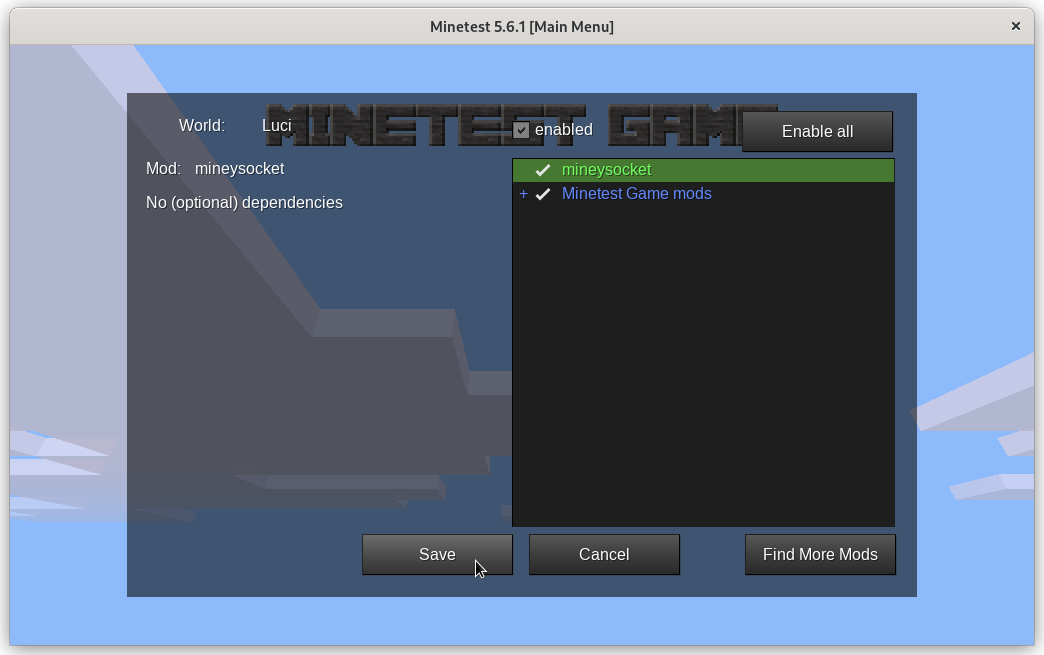 Minetest 5.6.1 [Main Menu]
MINETEST GAME
World: Luci
enabled
Enable all
Mod: mineysocket
No (optional) dependencies
mineysocket
+ Minetest Game mods
Save
Cancel
Find More Mods